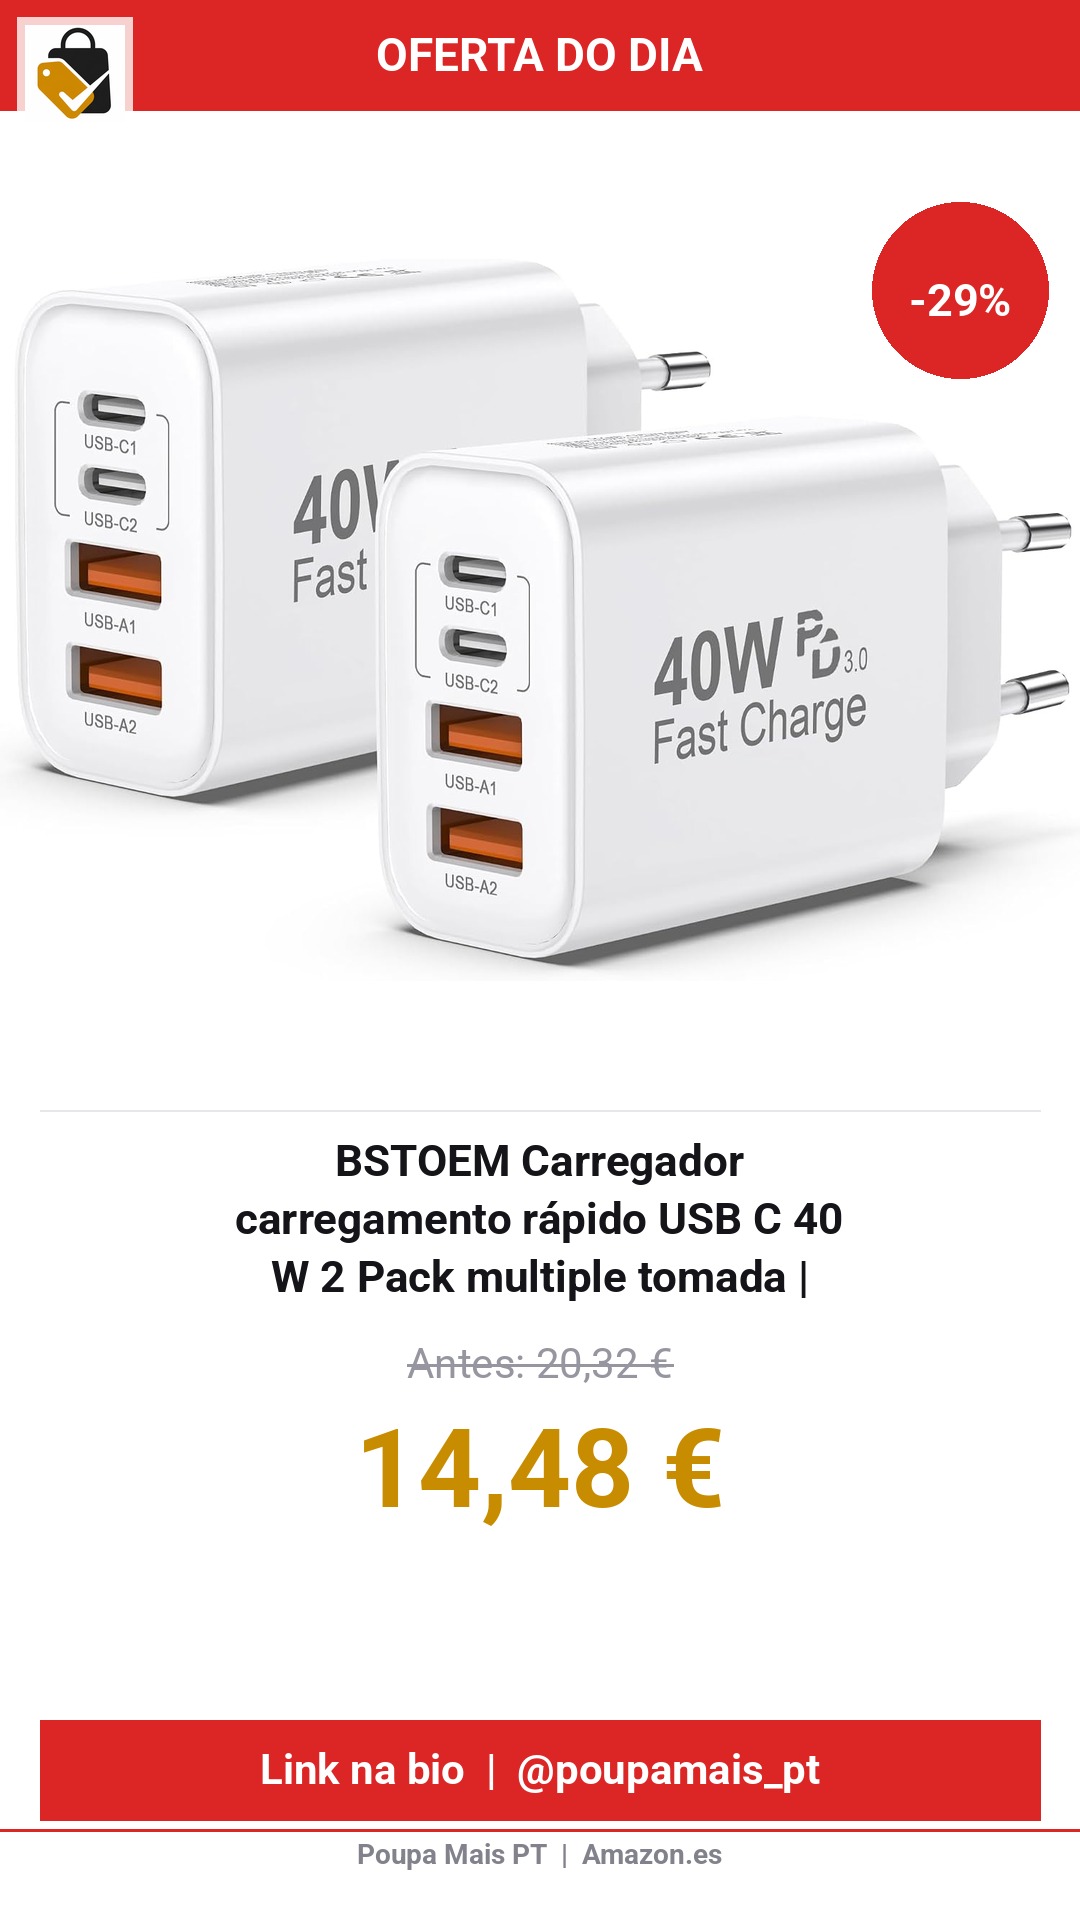 OFERTA DO DIA
-29%
USB-C1
USB-C2
USB-A1
USB-A2
40W
Fast
USB-C1
USB-C2
USB-A1
USB-A2
40W PD 3.0
Fast Charge
BSTOEM Carregador
carregamento rápido USB C 40
W 2 Pack multiple tomada |
Antes: 20,32 €
14,48 €
Link na bio | @poupamais_pt
Poupa Mais PT | Amazon.es